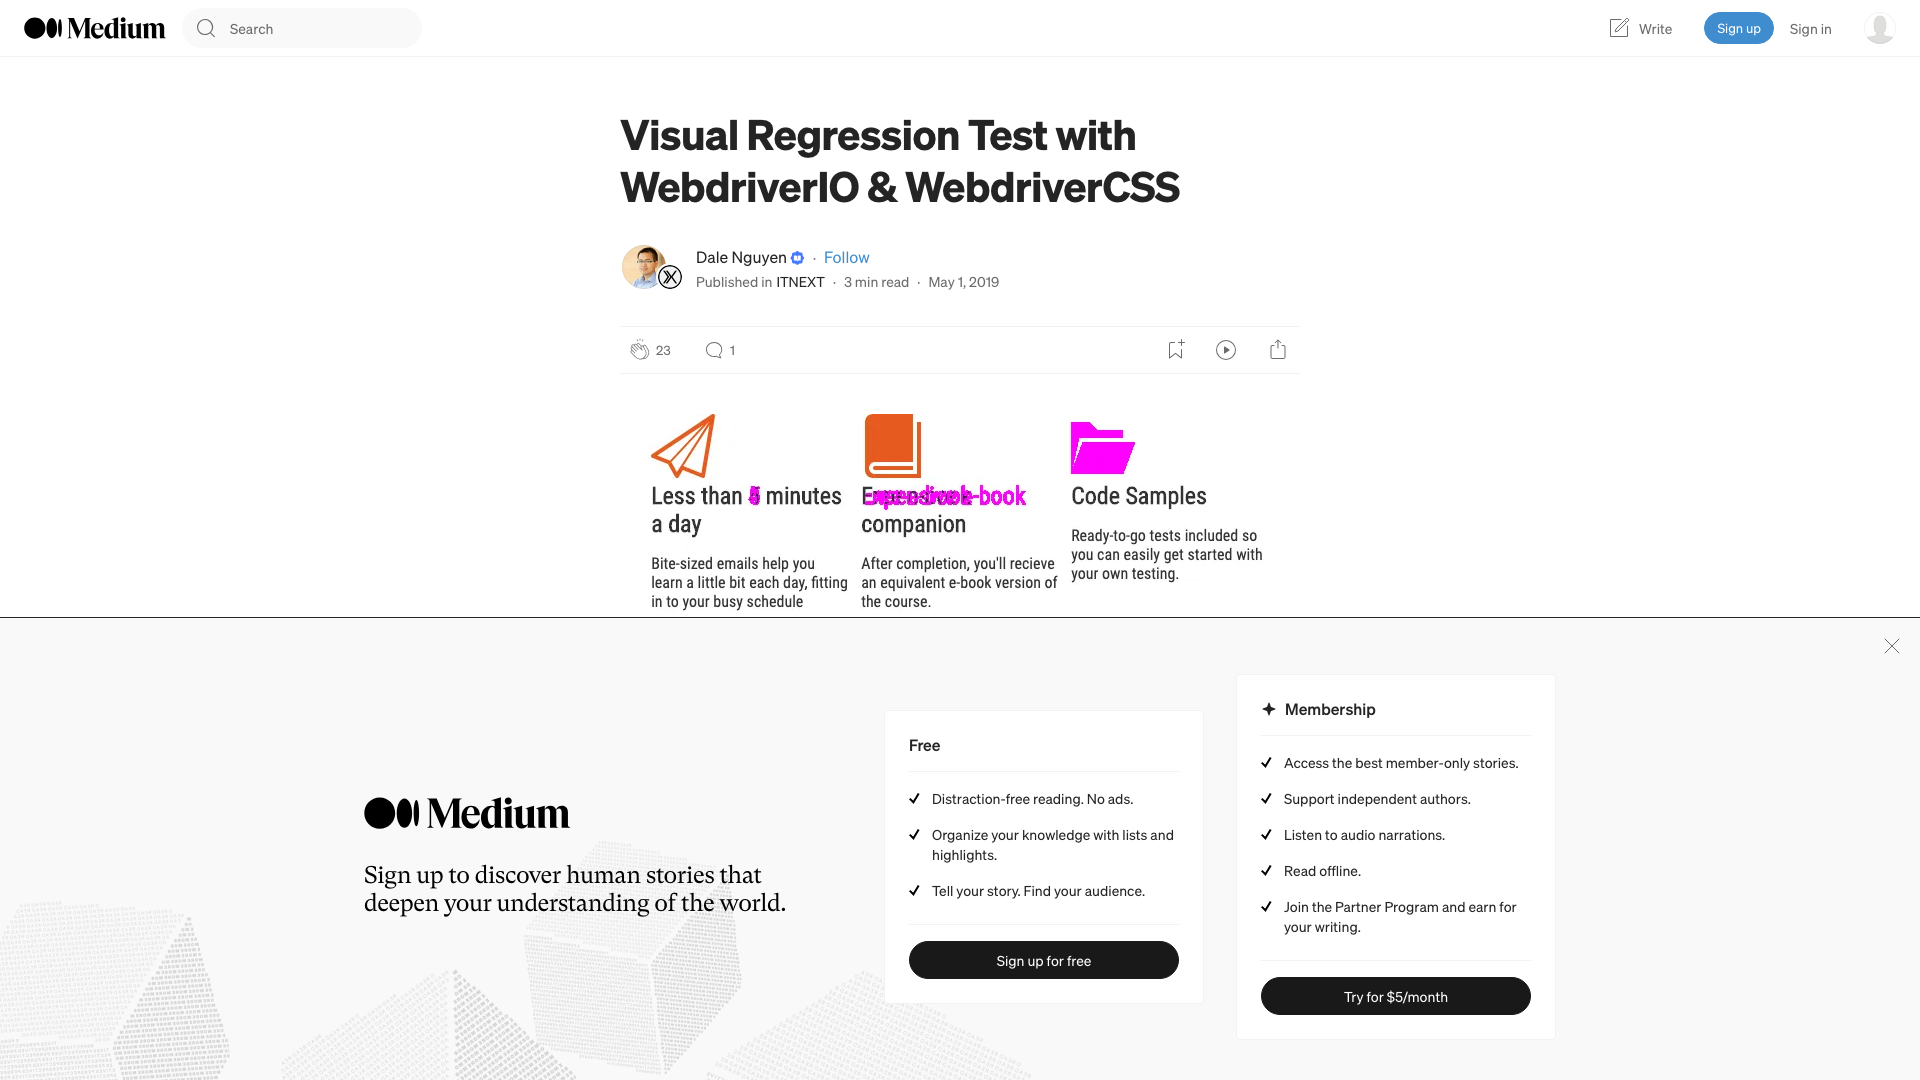 Medium
Search
Write
Sign up
Sign in
Visual Regression Test with
WebdriverIO & WebdriverCSS
Dale Nguyen · Follow
Published in ITNEXT · 3 min read · May 1, 2019
23
1
Less than minutes
a day
-book
companion
Code Samples
Bite-sized emails help you
learn a little bit each day, fitting
in to your busy schedule
After completion, you'll recieve
an equivalent e-book version of
the course.
Ready-to-go tests included so
you can easily get started with
your own testing.
Medium
Sign up to discover human stories that
deepen your understanding of the world.
Free
Distraction-free reading. No ads.
Organize your knowledge with lists and
highlights.
Tell your story. Find your audience.
Sign up for free
Membership
Access the best member-only stories.
Support independent authors.
Listen to audio narrations.
Read offline.
Join the Partner Program and earn for
your writing.
Try for $5/month